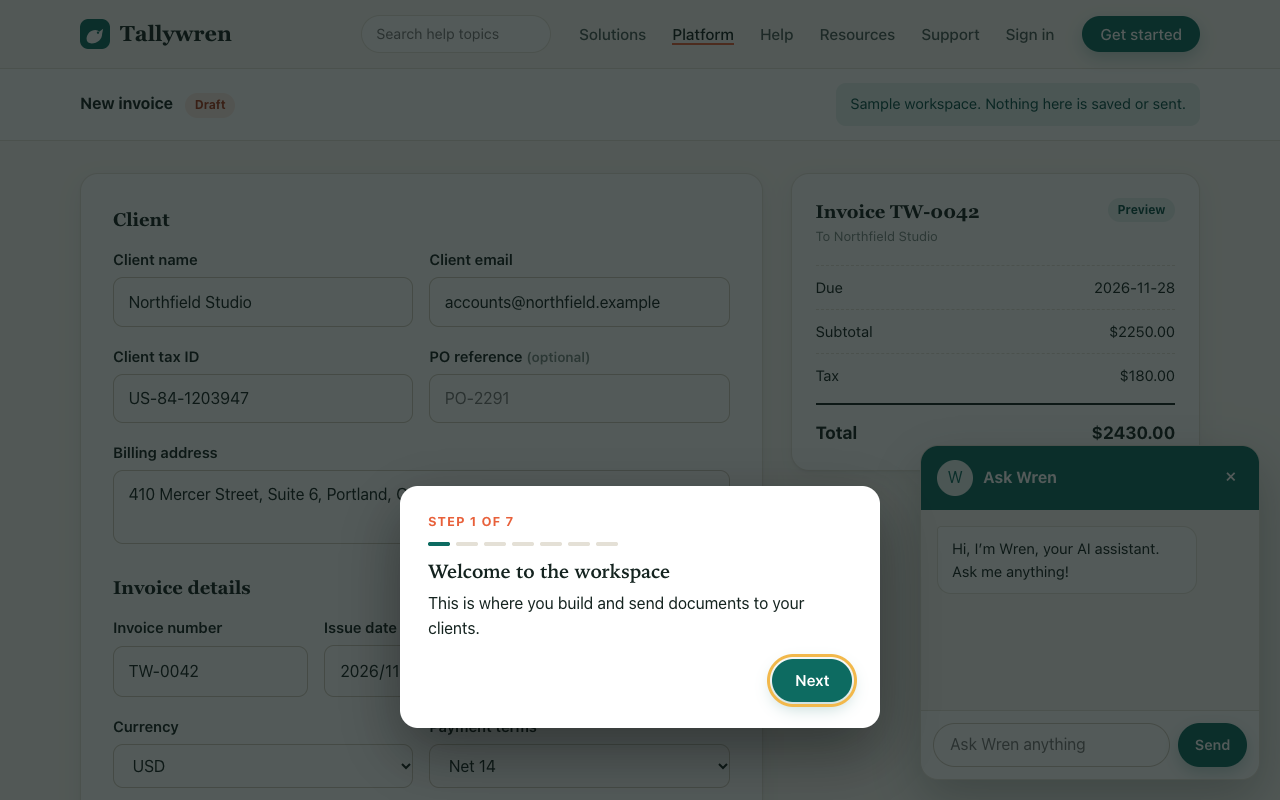 Tallywren
Search help topics
Solutions
Platform
Help
Resources
Support
Sign in
Get started
New invoice
Draft
Sample workspace. Nothing here is saved or sent.
Client
Client name
Client email
Northfield Studio
accounts@northfield.example
Client tax ID
PO reference (optional)
US-84-1203947
PO-2291
Billing address
410 Mercer Street, Suite 6, Portland,
Invoice details
Invoice number
Issue date
TW-0042
2026/11
Currency
Payment terms
USD
Net 14
Invoice TW-0042
Preview
To Northfield Studio
Due
2026-11-28
Subtotal
$2250.00
Tax
$180.00
Total
$2430.00
STEP 1 OF 7
Welcome to the workspace
This is where you build and send documents to your
clients.
Next
W
Ask Wren
×
Hi, I’m Wren, your AI assistant.
Ask me anything!
Ask Wren anything
Send